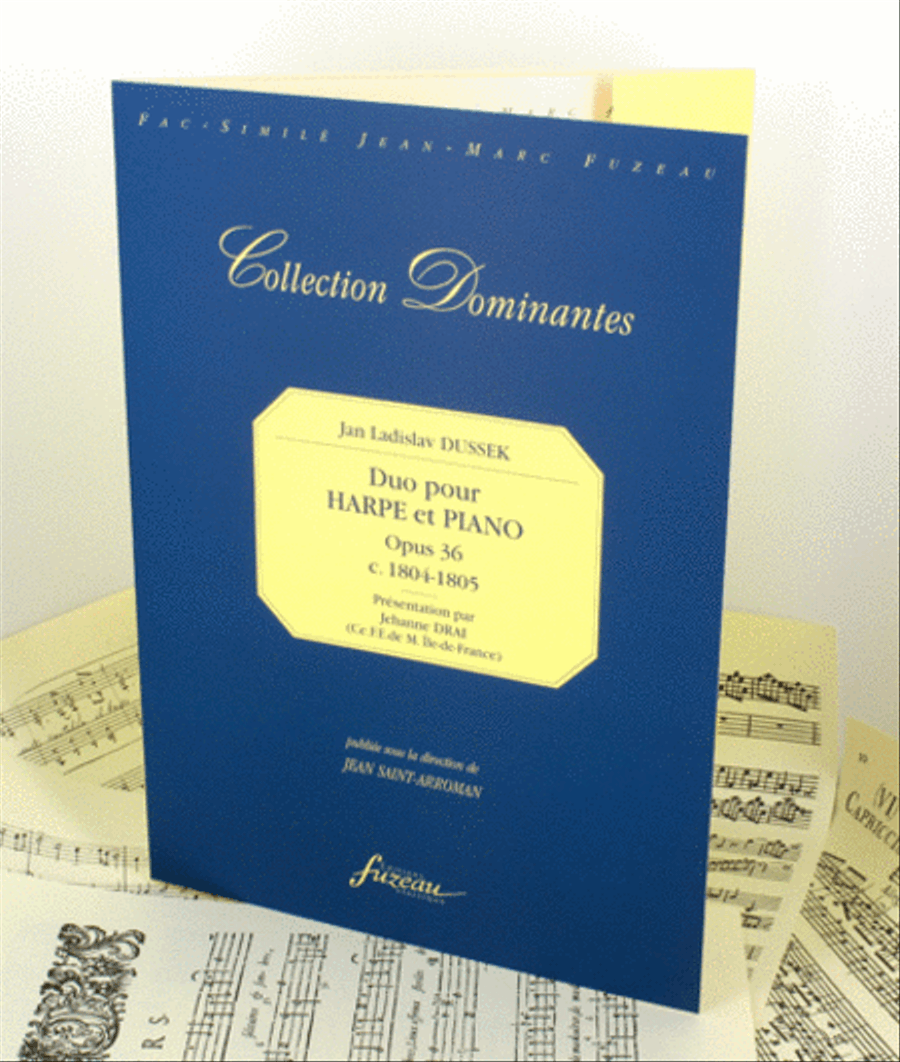 FAC-SIMILÉ JEAN-MARC FUZEAU
Collection Dominantes
Jan Ladislav DUSSEK
Duo pour
HARPE et PIANO
Opus 36
c. 1804-1805
Présentation par
Jehanne DRAI
(Ce.F.E.de M. Île-de-France)
publiée sous la direction de
JEAN SAINT-ARROMAN
fuzeau
10
CAPRICCI
R S